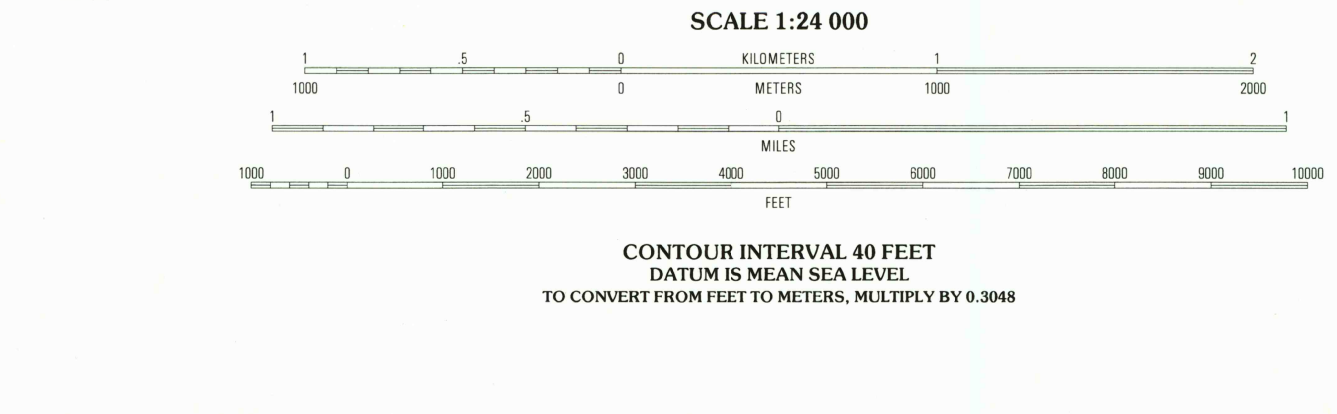 SCALE 1:24 000
1 .5 0 KILOMETERS 1 2
1000 0 METERS 1000 2000
1 .5 0 1
MILES
1000 0 1000 2000 3000 4000 5000 6000 7000 8000 9000 10000
FEET
CONTOUR INTERVAL 40 FEET
DATUM IS MEAN SEA LEVEL
TO CONVERT FROM FEET TO METERS, MULTIPLY BY 0.3048